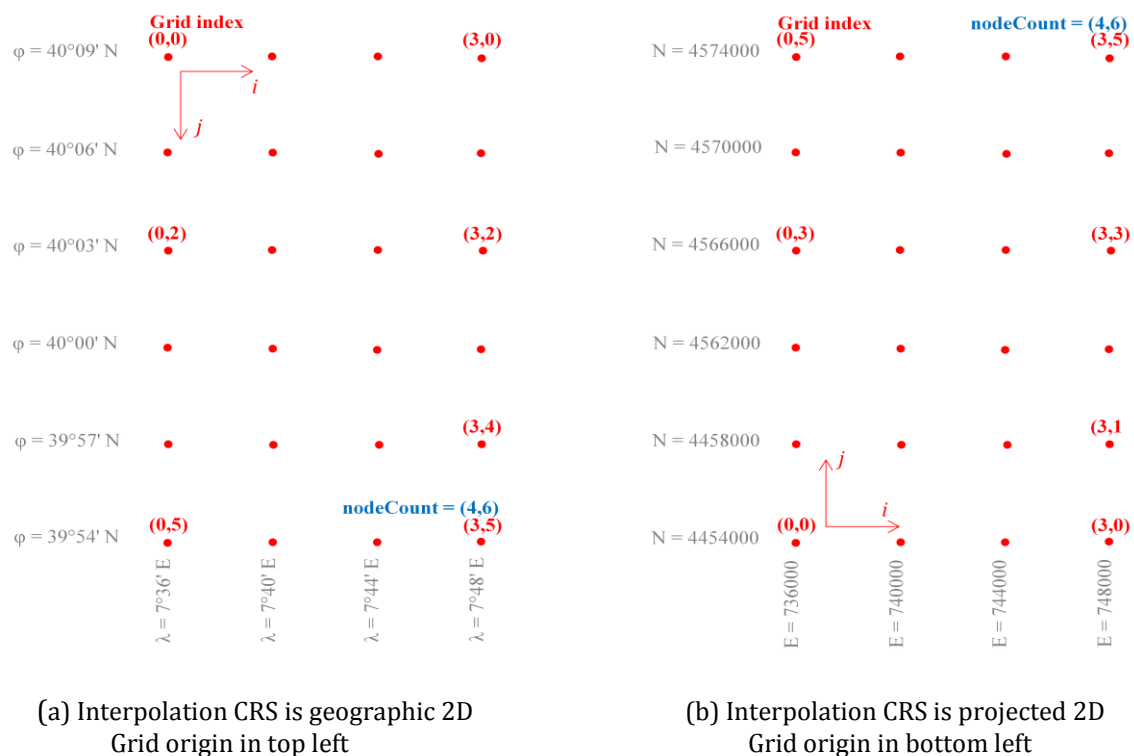 Grid index
φ = 40°09' N
(0,0)
(3,0)
i
j
φ = 40°06' N
φ = 40°03' N
(0,2)
(3,2)
φ = 40°00' N
φ = 39°57' N
(3,4)
nodeCount = (4,6)
φ = 39°54' N
(0,5)
(3,5)
λ = 7°36' E
λ = 7°40' E
λ = 7°44' E
λ = 7°48' E
(a) Interpolation CRS is geographic 2D
Grid origin in top left
Grid index
nodeCount = (4,6)
N = 4574000
(0,5)
(3,5)
N = 4570000
N = 4566000
(0,3)
(3,3)
N = 4562000
N = 4458000
(3,1
j
i
N = 4454000
(0,0)
(3,0)
E = 736000
E = 740000
E = 744000
E = 748000
(b) Interpolation CRS is projected 2D
Grid origin in bottom left